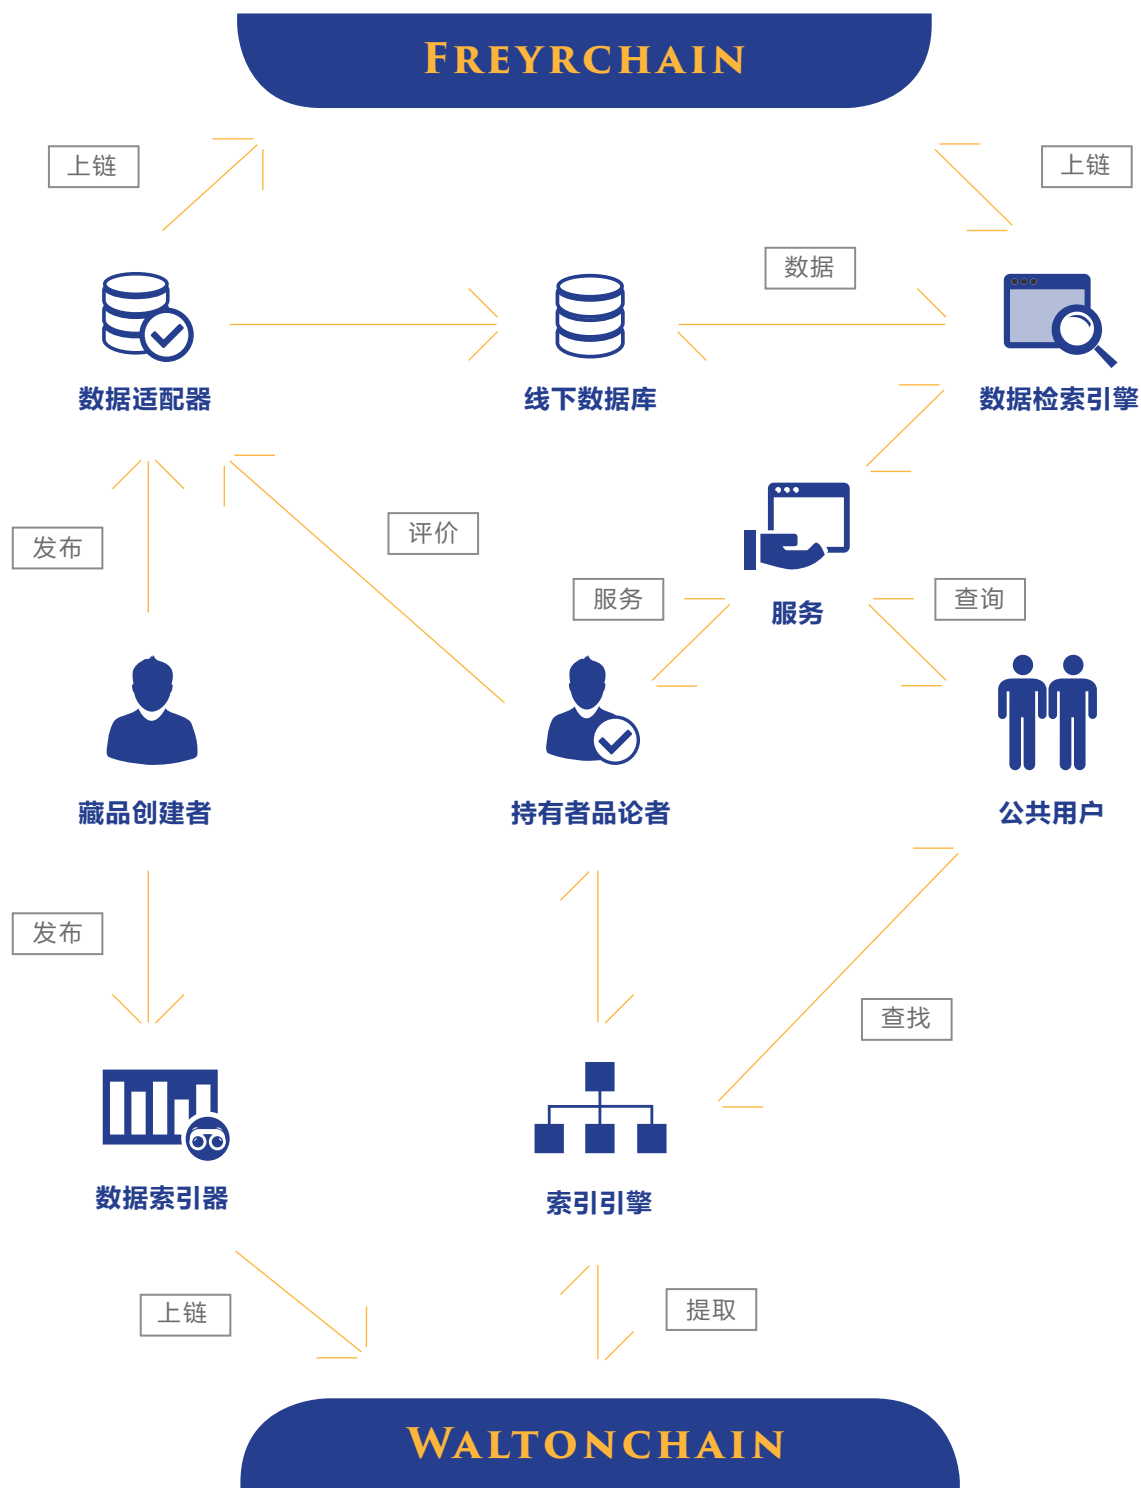 FREYRCHAIN
上链
上链
数据
数据适配器
线下数据库
数据检索引擎
发布
评价
服务
服务
查询
藏品创建者
持有者品论者
公共用户
发布
查找
数据索引器
索引引擎
上链
提取
WALTONCHAIN